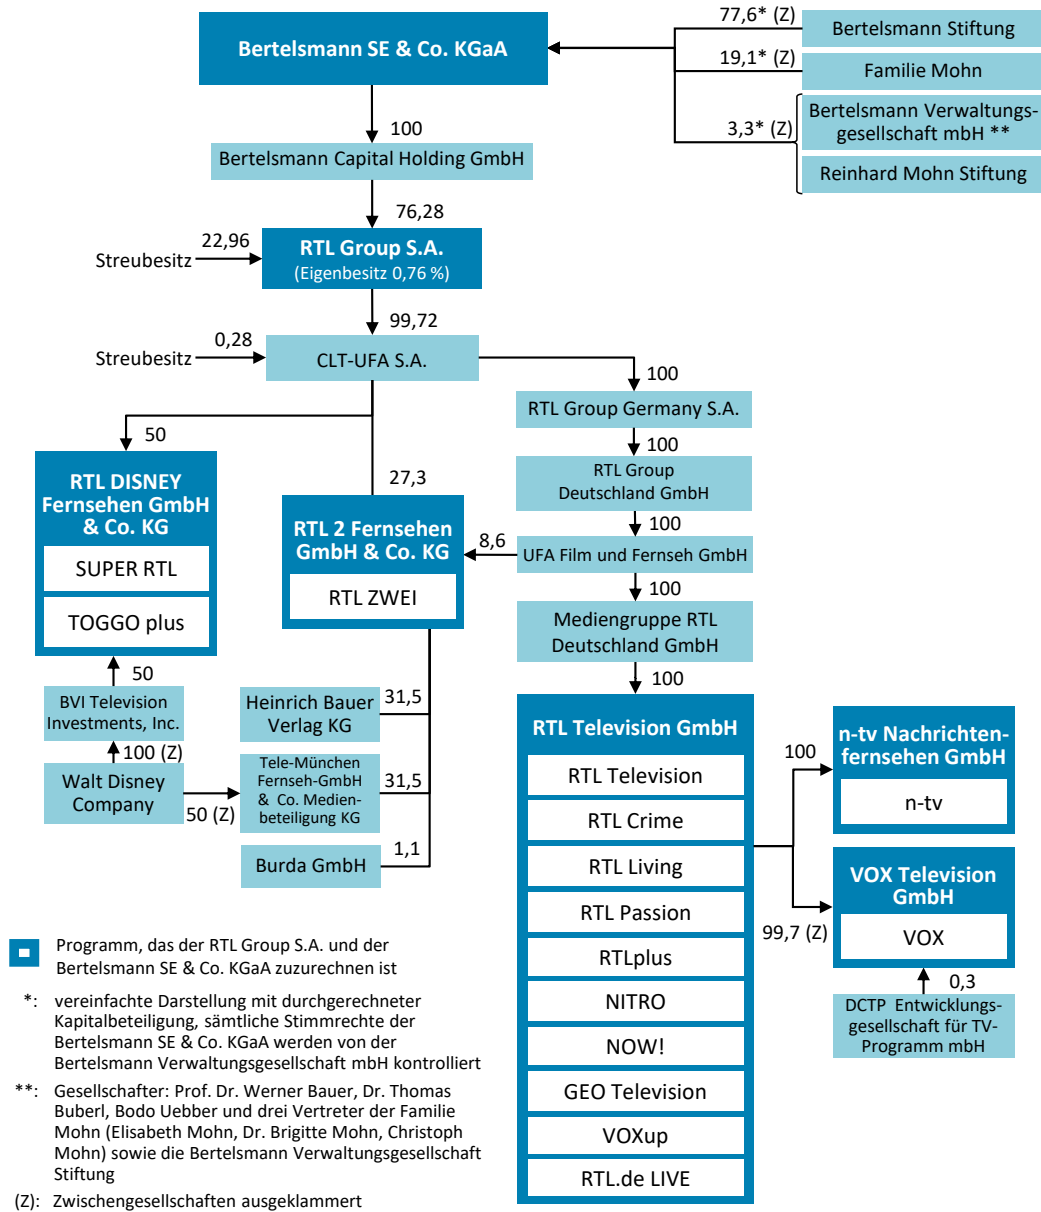 Bertelsmann SE & Co. KGaA
77,6* (Z)
Bertelsmann Stiftung
19,1* (Z)
Familie Mohn
3,3* (Z)
Bertelsmann Verwaltungs-
gesellschaft mbH **
Reinhard Mohn Stiftung
100
Bertelsmann Capital Holding GmbH
76,28
Streubesitz
22,96
RTL Group S.A.
(Eigenbesitz 0,76 %)
99,72
Streubesitz
0,28
CLT-UFA S.A.
100
RTL Group Germany S.A.
100
RTL Group
Deutschland GmbH
100
UFA Film und Fernseh GmbH
8,6
100
Mediengruppe RTL
Deutschland GmbH
100
50
RTL DISNEY
Fernsehen GmbH
& Co. KG
SUPER RTL
TOGGO plus
50
BVI Television
Investments, Inc.
100 (Z)
Walt Disney
Company
50 (Z)
27,3
RTL 2 Fernsehen
GmbH & Co. KG
RTL ZWEI
Heinrich Bauer
Verlag KG
31,5
Tele-München
Fernseh-GmbH
& Co. Medien-
beteiligung KG
31,5
Burda GmbH
1,1
RTL Television GmbH
RTL Television
RTL Crime
RTL Living
RTL Passion
RTLplus
NITRO
NOW!
GEO Television
VOXup
RTL.de LIVE
100
n-tv Nachrichten-
fernsehen GmbH
n-tv
99,7 (Z)
VOX Television
GmbH
VOX
0,3
DCTP Entwicklungs-
gesellschaft für TV-
Programm mbH
Programm, das der RTL Group S.A. und der
Bertelsmann SE & Co. KGaA zuzurechnen ist
*: vereinfachte Darstellung mit durchgerechneter
Kapitalbeteiligung, sämtliche Stimmrechte der
Bertelsmann SE & Co. KGaA werden von der
Bertelsmann Verwaltungsgesellschaft mbH kontrolliert
**: Gesellschafter: Prof. Dr. Werner Bauer, Dr. Thomas
Buberl, Bodo Uebber und drei Vertreter der Familie
Mohn (Elisabeth Mohn, Dr. Brigitte Mohn, Christoph
Mohn) sowie die Bertelsmann Verwaltungsgesellschaft
Stiftung
(Z): Zwischengesellschaften ausgeklammert